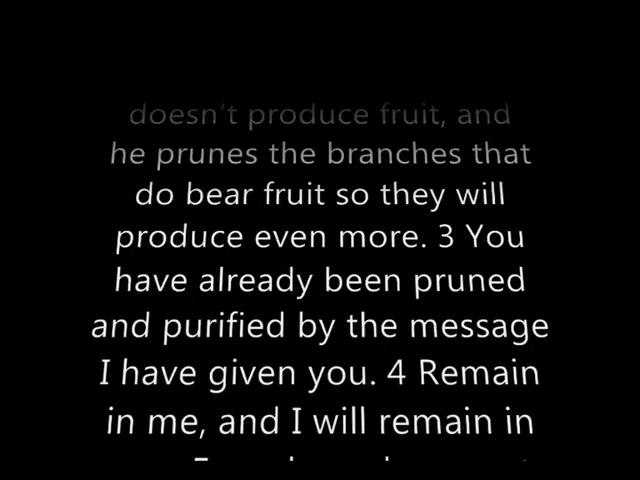 doesn't produce fruit, and
he prunes the branches that
do bear fruit so they will
produce even more. 3 You
have already been pruned
and purified by the message
I have given you. 4 Remain
in me, and I will remain in